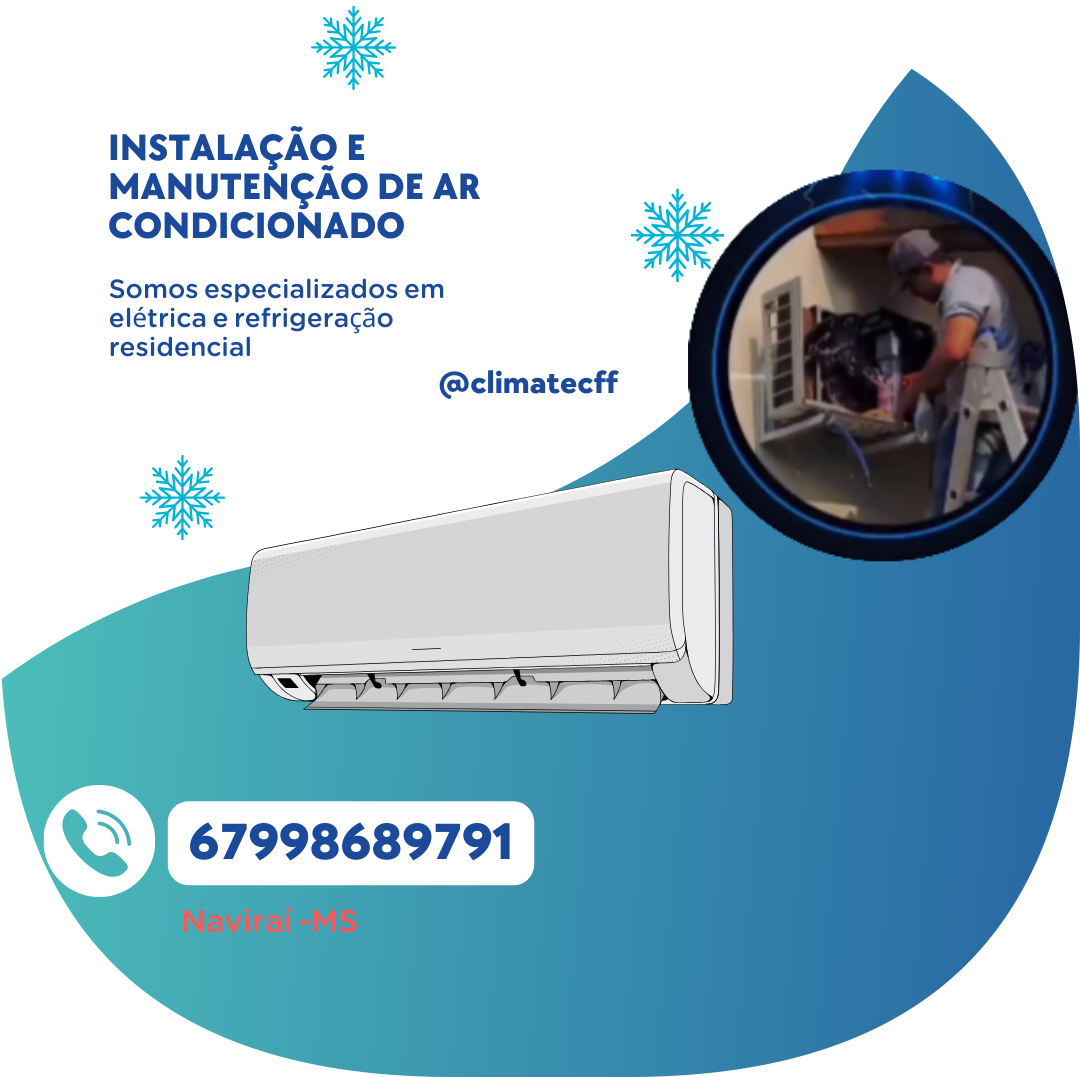 INSTALAÇÃO E
MANUTENÇÃO DE AR
CONDICIONADO
Somos especializados em
elétrica e refrigeração
residencial
@climatecff
67998689791
Naviraí -MS